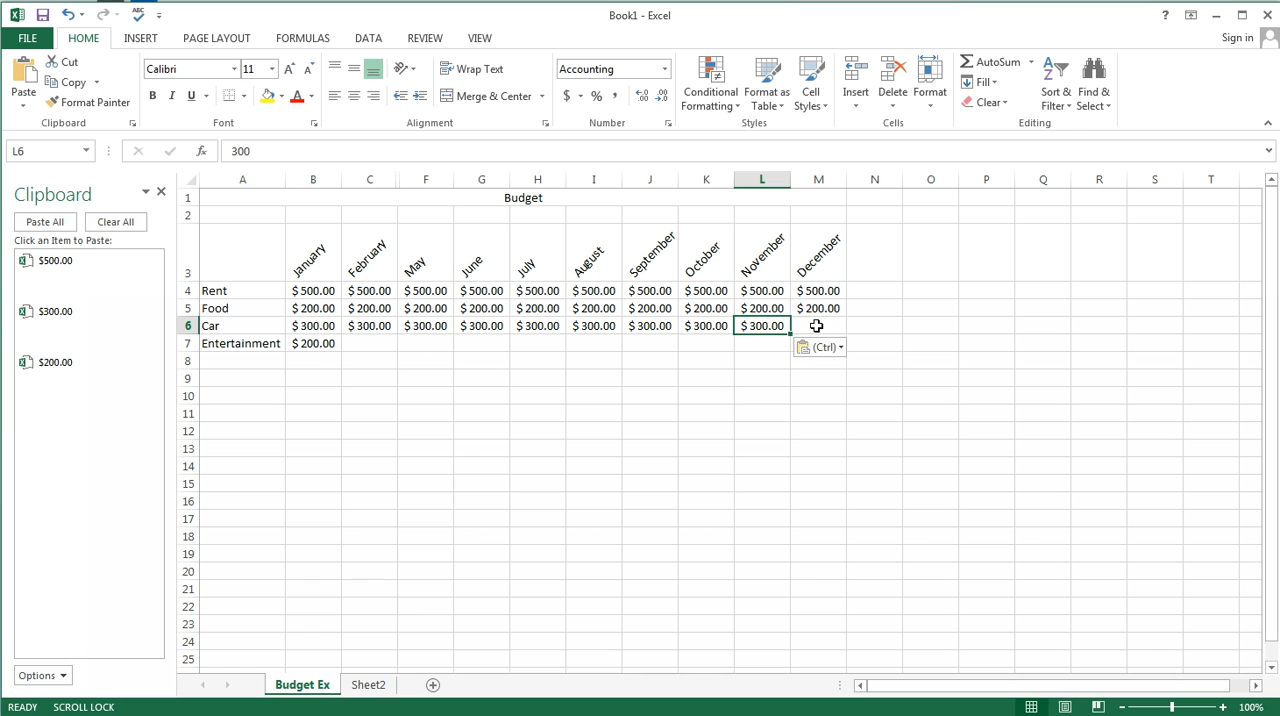 Book1 - Excel
?
FILE HOME INSERT PAGE LAYOUT FORMULAS DATA REVIEW VIEW Sign in
Paste
Cut
Copy
Format Painter
Clipboard
Calibri 11 A A
B I U A
Font
Wrap Text
Merge & Center
Alignment
Accounting
$ % ,
Number
Conditional Formatting
Format as Table
Cell Styles
Styles
Insert Delete Format
Cells
AutoSum
Fill
Clear
Sort & Filter
Find & Select
Editing
L6 fx 300
Clipboard
Paste All Clear All
Click an Item to Paste:
$500.00
$300.00
$200.00
Options
A B C F G H I J K L M N O P Q R S T
1 Budget
2
3 January February May June July August September October November December
4 Rent $ 500.00 $ 500.00 $ 500.00 $ 500.00 $ 500.00 $ 500.00 $ 500.00 $ 500.00 $ 500.00 $ 500.00
5 Food $ 200.00 $ 200.00 $ 200.00 $ 200.00 $ 200.00 $ 200.00 $ 200.00 $ 200.00 $ 200.00 $ 200.00
6 Car $ 300.00 $ 300.00 $ 300.00 $ 300.00 $ 300.00 $ 300.00 $ 300.00 $ 300.00 $ 300.00
7 Entertainment $ 200.00
(Ctrl)
8
9
10
11
12
13
14
15
16
17
18
19
20
21
22
23
24
25
Budget Ex Sheet2
READY SCROLL LOCK 100%